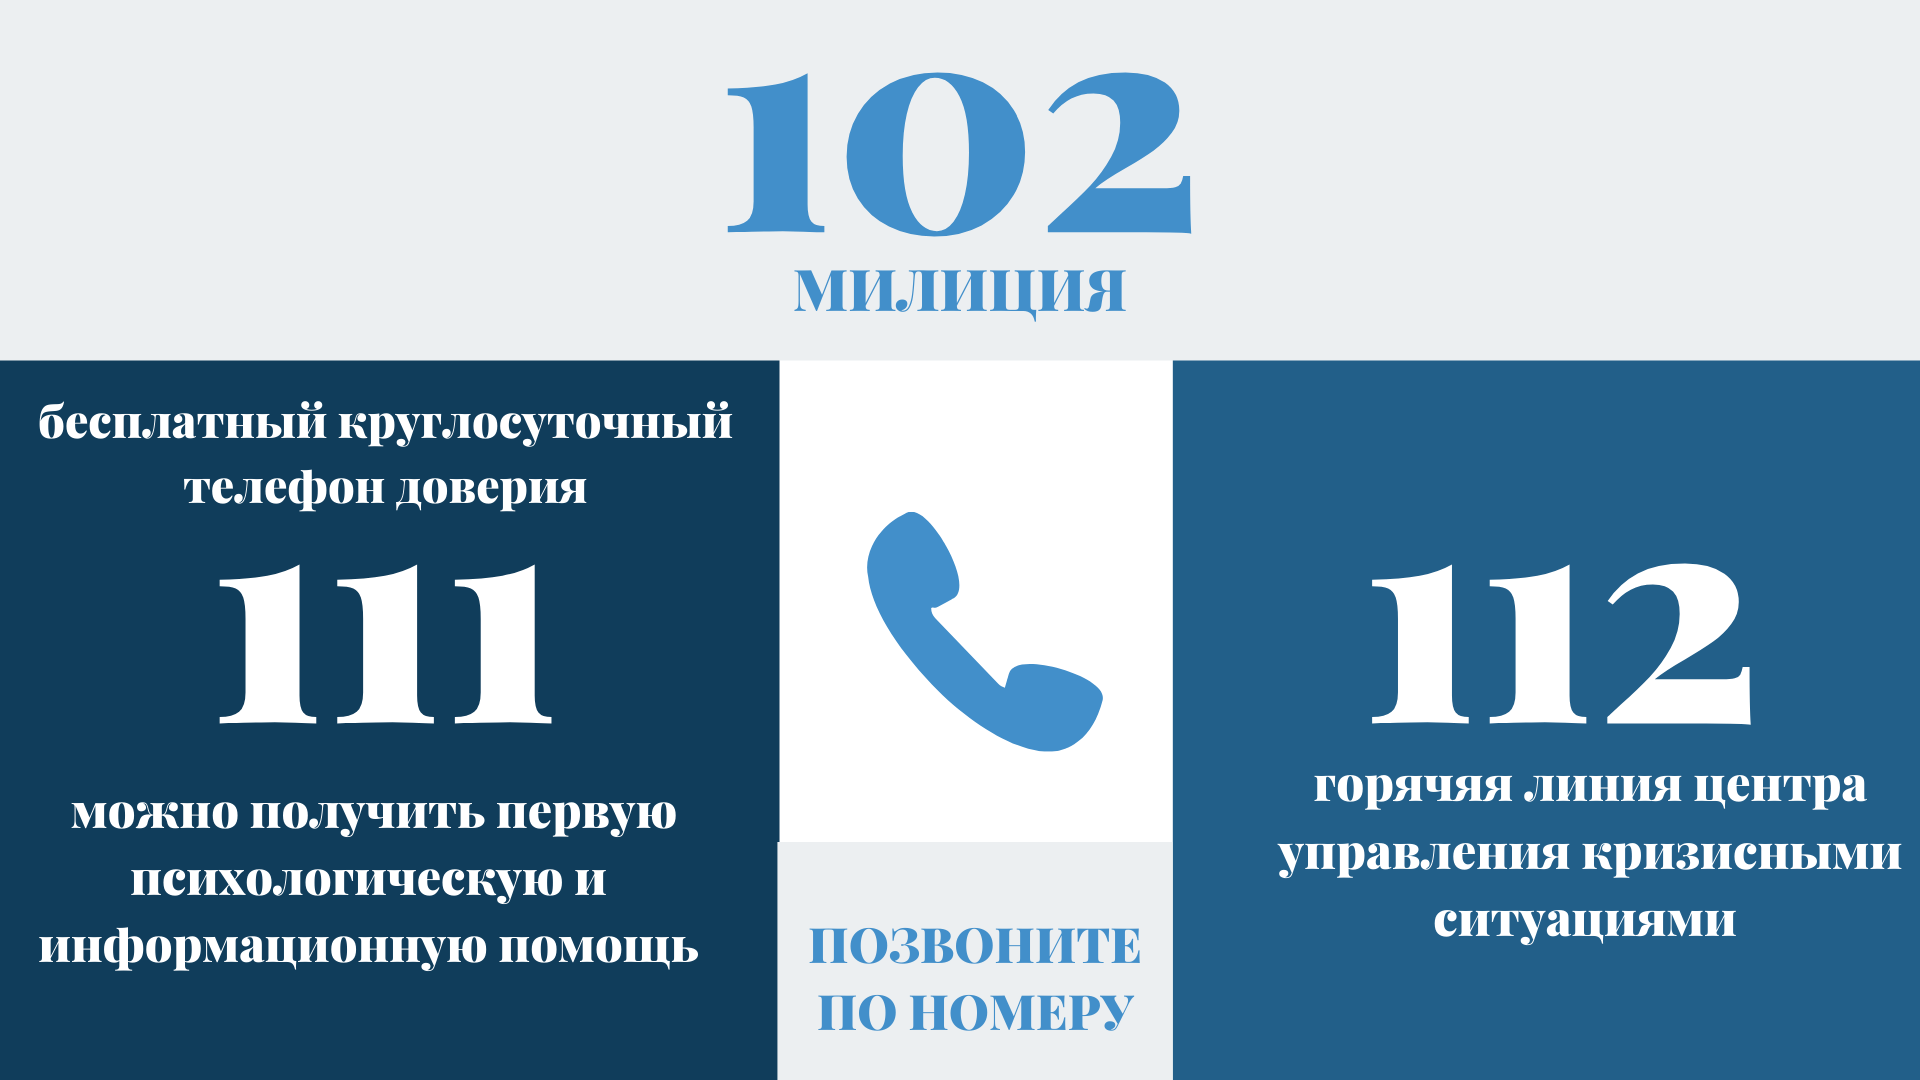 102
МИЛИЦИЯ
бесплатный круглосуточный
телефон доверия
111
можно получить первую
психологическую и
информационную помощь
ПОЗВОНИТЕ
ПО НОМЕРУ
112
горячяя линия центра
управления кризисными
ситуациями